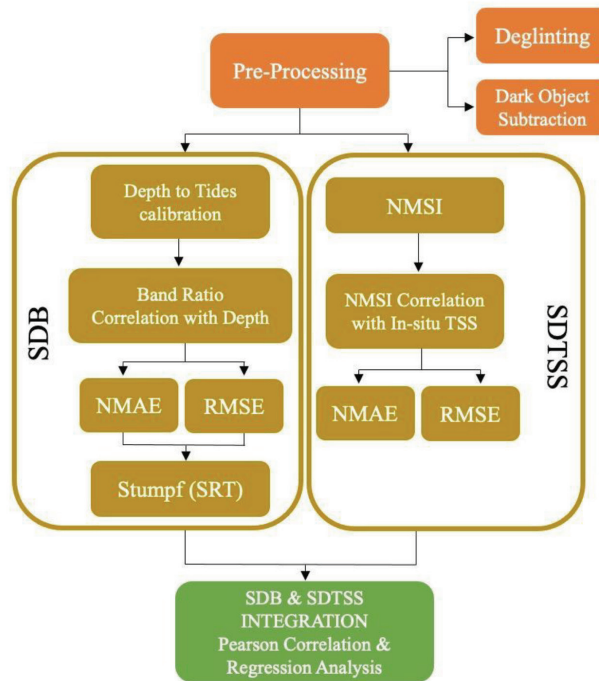 Pre-Processing
Deglinting
Dark Object
Subtraction
SDB
Depth to Tides
calibration
Band Ratio
Correlation with Depth
NMAE
RMSE
Stumpf (SRT)
NMSI
NMSI Correlation
with In-situ TSS
NMAE
RMSE
SDTSS
SDB & SDTSS
INTEGRATION
Pearson Correlation &
Regression Analysis